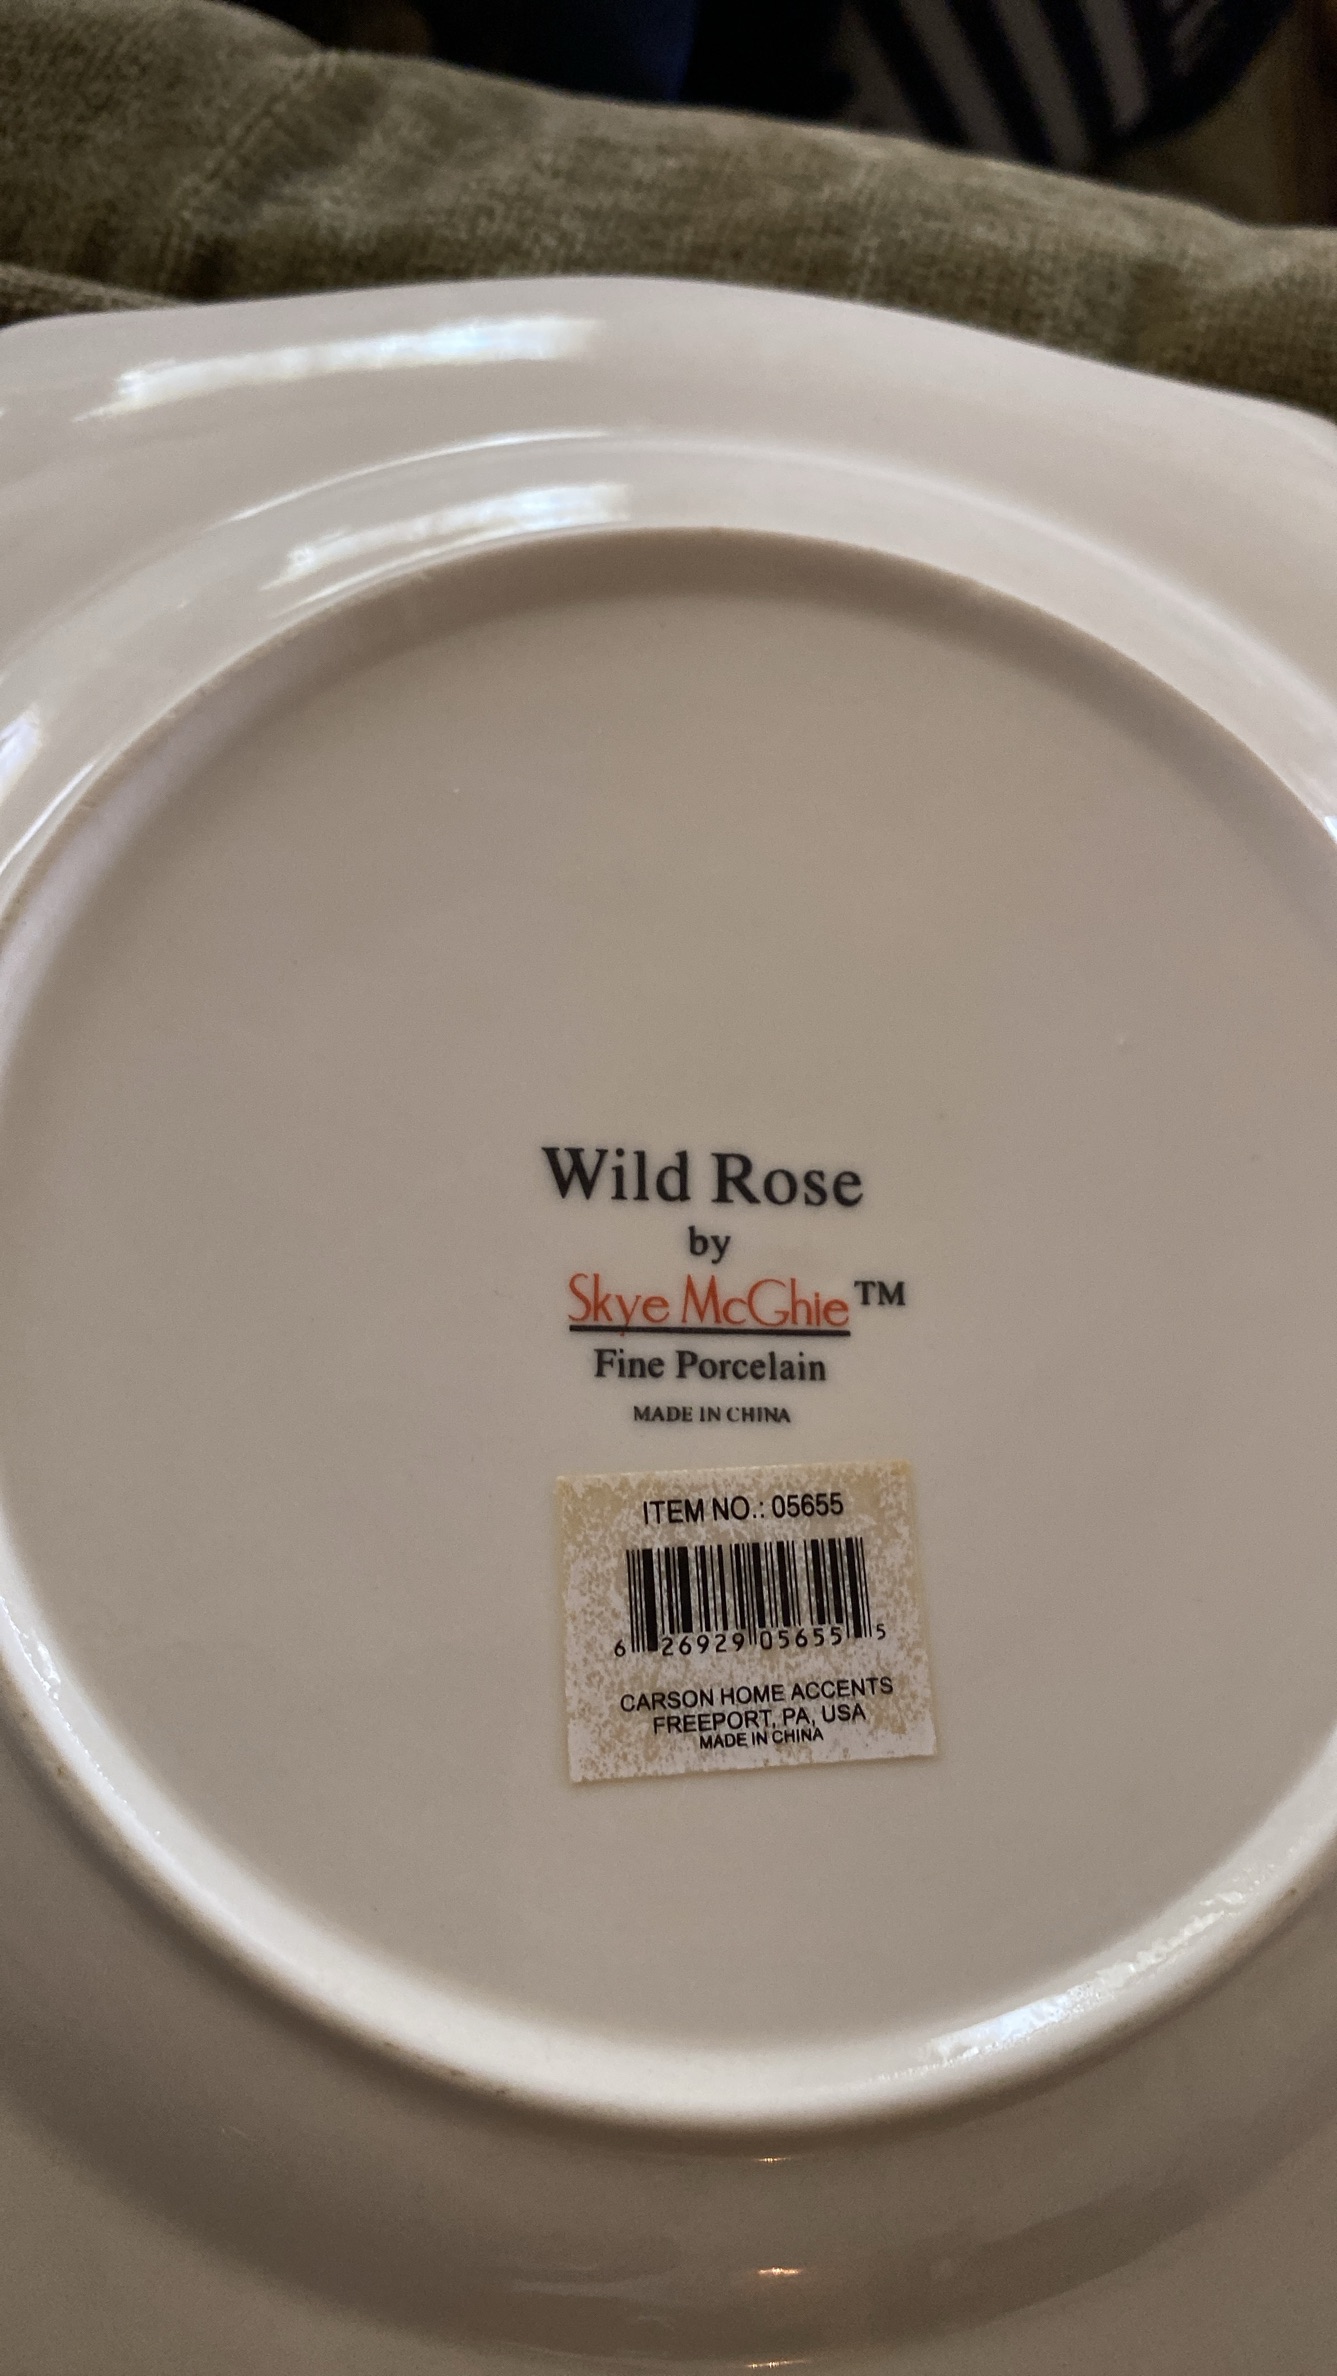 Wild Rose
by
Skye McGhie™
Fine Porcelain
MADE IN CHINA
ITEM NO.: 05655
6 26929 05655 5
CARSON HOME ACCENTS
FREEPORT, PA, USA
MADE IN CHINA